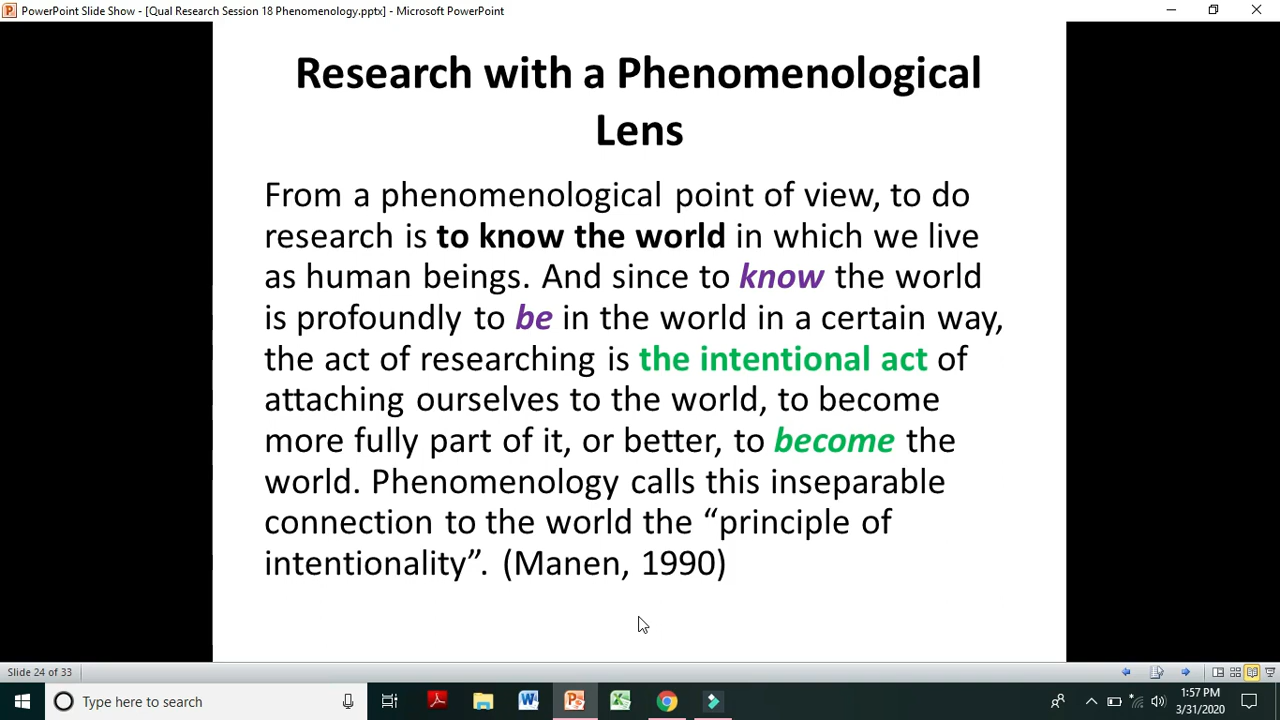 PowerPoint Slide Show - [Qual Research Session 18 Phenomenology.pptx] - Microsoft PowerPoint
Research with a Phenomenological
Lens
From a phenomenological point of view, to do
research is to know the world in which we live
as human beings. And since to know the world
is profoundly to be in the world in a certain way,
the act of researching is the intentional act of
attaching ourselves to the world, to become
more fully part of it, or better, to become the
world. Phenomenology calls this inseparable
connection to the world the “principle of
intentionality”. (Manen, 1990)
Slide 24 of 33
Type here to search
1:57 PM
3/31/2020